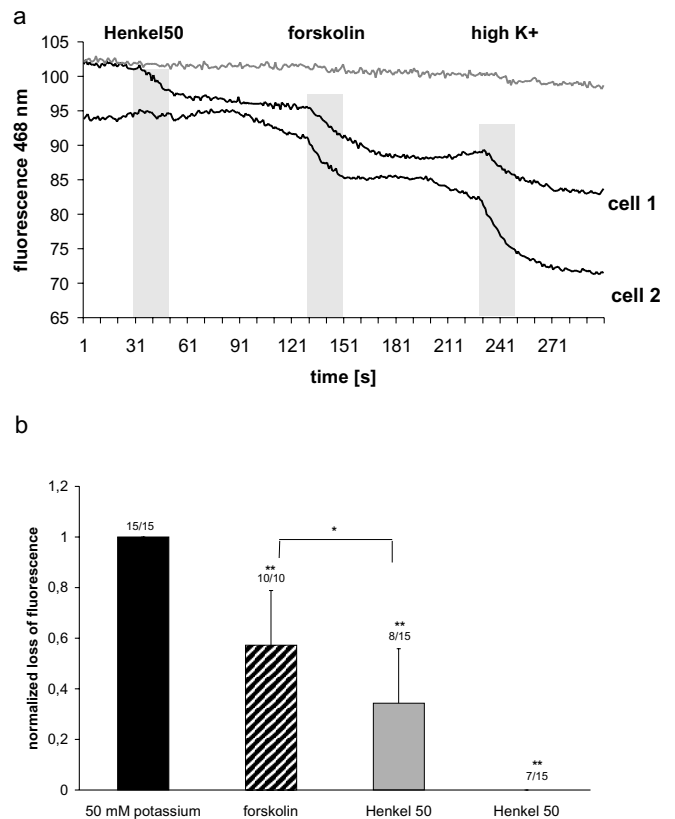 a
Henkel50 forskolin high K+
105
100
95
90
85
80
75
70
65
fluorescence 468 nm
cell 1
cell 2
1 31 61 91 121 151 181 211 241 271
time [s]
b
1,2
1
0,8
0,6
0,4
0,2
0
normalized loss of fluorescence
15/15
*
**
10/10
**
8/15
**
7/15
50 mM potassium forskolin Henkel 50 Henkel 50